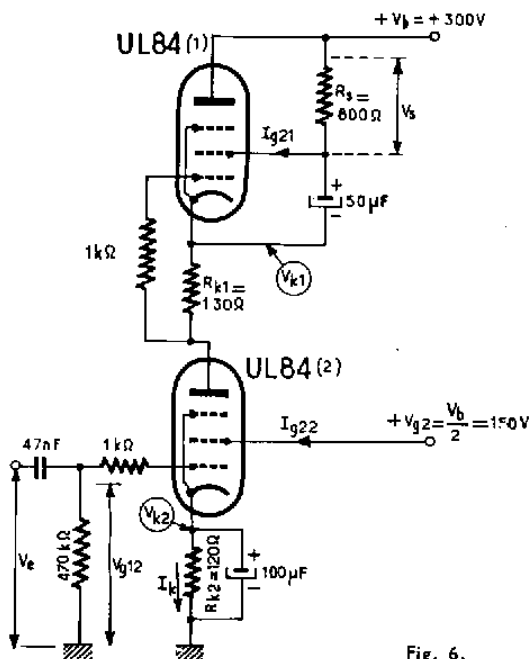 + Vb = + 300V
UL84 (1)
Rs =
800Ω
Vs
Ig21
+
50µF
-
1kΩ
Vk1
Rk1 =
130Ω
UL84 (2)
Ig22
+ Vg2 = Vb/2 = 150V
47nF
1kΩ
Vk2
Ve
470kΩ
Vg12
Ik
Rk2 = 120Ω
+
100µF
-
Fig. 6.